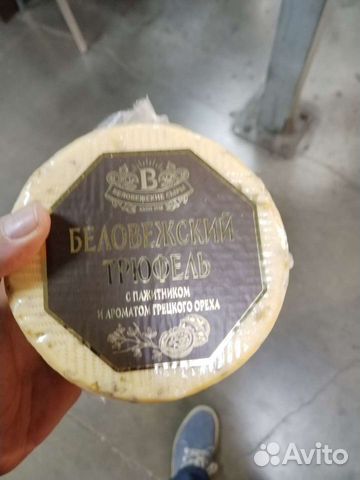 В
БЕЛОВЕЖСКИЕ СЫРЫ
БЕЛОВЕЖСКИЙ
ТРЮФЕЛЬ
С ПАЖИТНИКОМ
И АРОМАТОМ ГРЕЦКОГО ОРЕХА
Avito